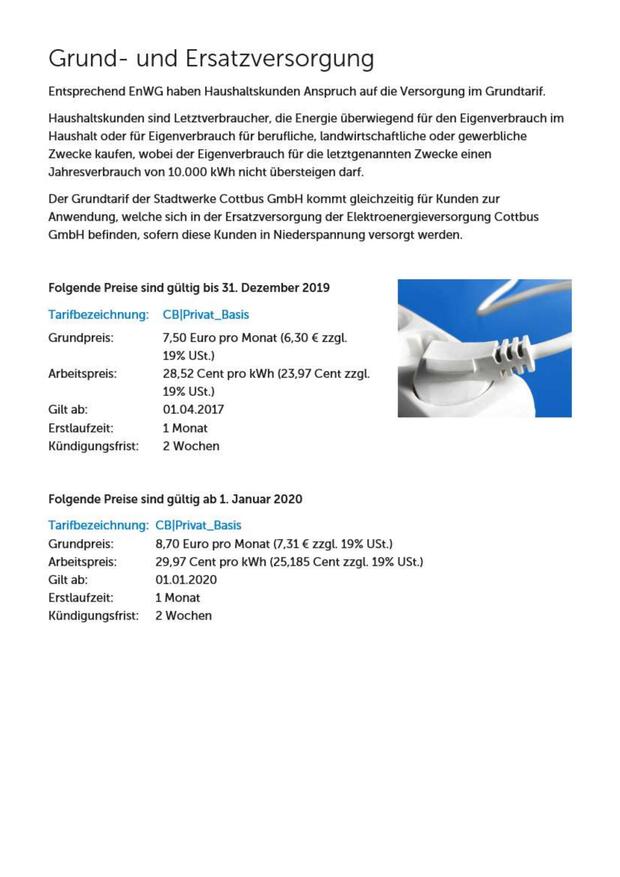 Grund- und Ersatzversorgung
Entsprechend EnWG haben Haushaltskunden Anspruch auf die Versorgung im Grundtarif.
Haushaltskunden sind Letztverbraucher, die Energie überwiegend für den Eigenverbrauch im
Haushalt oder für Eigenverbrauch für berufliche, landwirtschaftliche oder gewerbliche
Zwecke kaufen, wobei der Eigenverbrauch für die letztgenannten Zwecke einen
Jahresverbrauch von 10.000 kWh nicht übersteigen darf.
Der Grundtarif der Stadtwerke Cottbus GmbH kommt gleichzeitig für Kunden zur
Anwendung, welche sich in der Ersatzversorgung der Elektroenergieversorgung Cottbus
GmbH befinden, sofern diese Kunden in Niederspannung versorgt werden.
Folgende Preise sind gültig bis 31. Dezember 2019
Tarifbezeichnung: CB|Privat_Basis
Grundpreis: 7,50 Euro pro Monat (6,30 € zzgl.
19% USt.)
Arbeitspreis: 28,52 Cent pro kWh (23,97 Cent zzgl.
19% USt.)
Gilt ab: 01.04.2017
Erstlaufzeit: 1 Monat
Kündigungsfrist: 2 Wochen
Folgende Preise sind gültig ab 1. Januar 2020
Tarifbezeichnung: CB|Privat_Basis
Grundpreis: 8,70 Euro pro Monat (7,31 € zzgl. 19% USt.)
Arbeitspreis: 29,97 Cent pro kWh (25,185 Cent zzgl. 19% USt.)
Gilt ab: 01.01.2020
Erstlaufzeit: 1 Monat
Kündigungsfrist: 2 Wochen